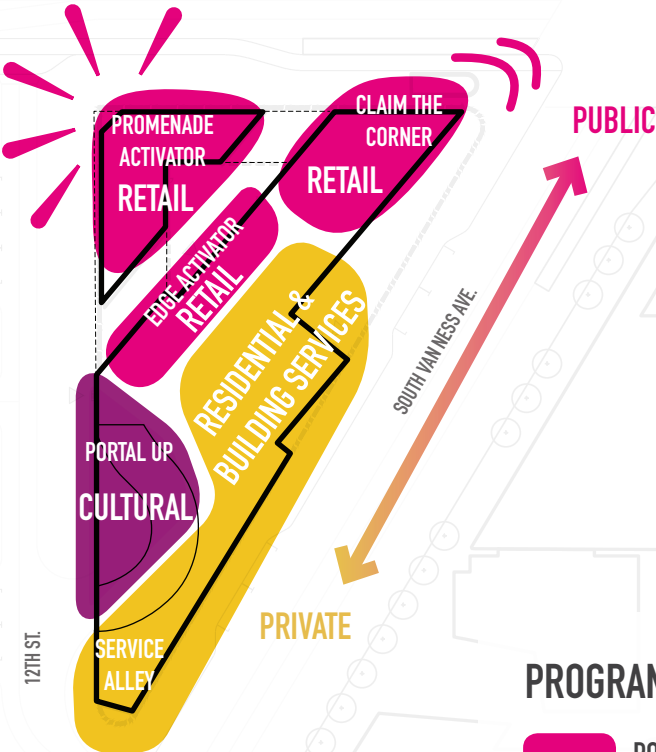 PROMENADE
ACTIVATOR
RETAIL
CLAIM THE
CORNER
RETAIL
PUBLIC
EDGE ACTIVATOR
RETAIL
RESIDENTIAL &
BUILDING SERVICES
SOUTH VAN NESS AVE.
PORTAL UP
CULTURAL
PRIVATE
12TH ST.
SERVICE
ALLEY
PROGRAM